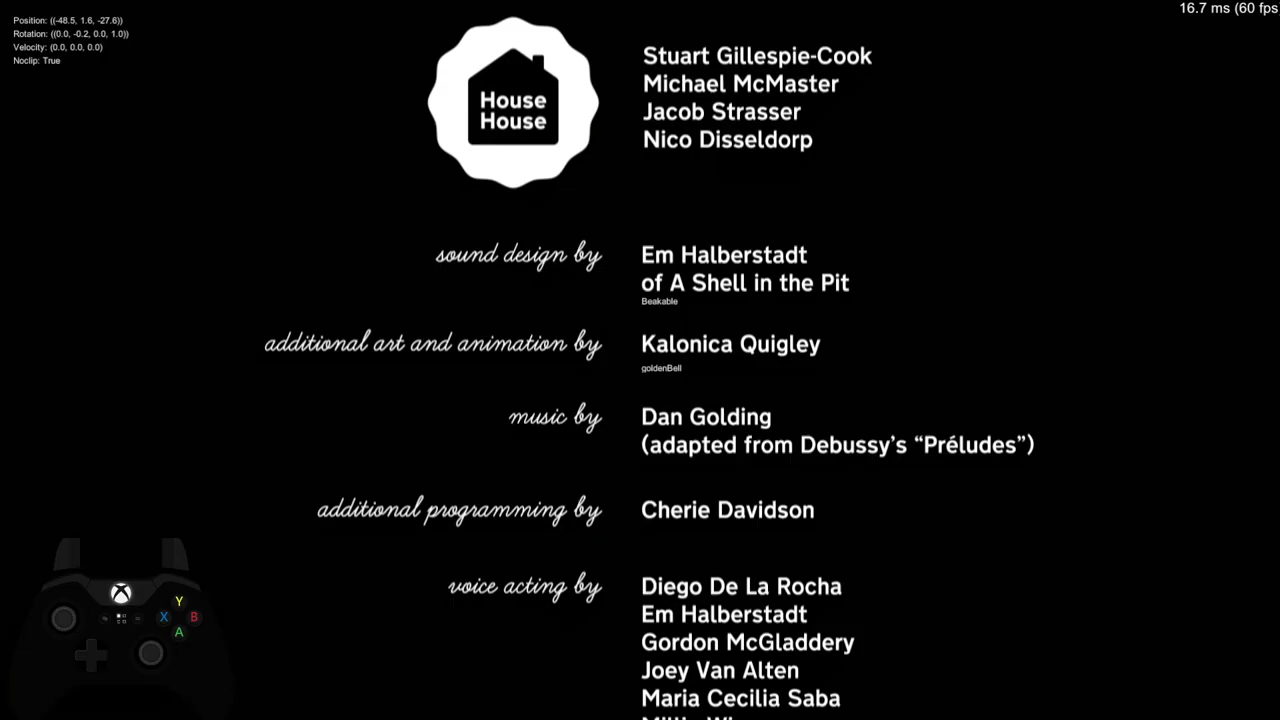 Position: ((-48.5, 1.6, -27.6))
Rotation: ((0.0, -0.2, 0.0, 1.0))
Velocity: (0.0, 0.0, 0.0)
Noclip: True
16.7 ms (60 fps
House
House
Stuart Gillespie-Cook
Michael McMaster
Jacob Strasser
Nico Disseldorp
sound design by
Em Halberstadt
of A Shell in the Pit
Beakable
additional art and animation by
Kalonica Quigley
goldenBell
music by
Dan Golding
(adapted from Debussy's “Préludes”)
additional programming by
Cherie Davidson
voice acting by
Diego De La Rocha
Em Halberstadt
Gordon McGladdery
Joey Van Alten
Maria Cecilia Saba
Y
X
B
A